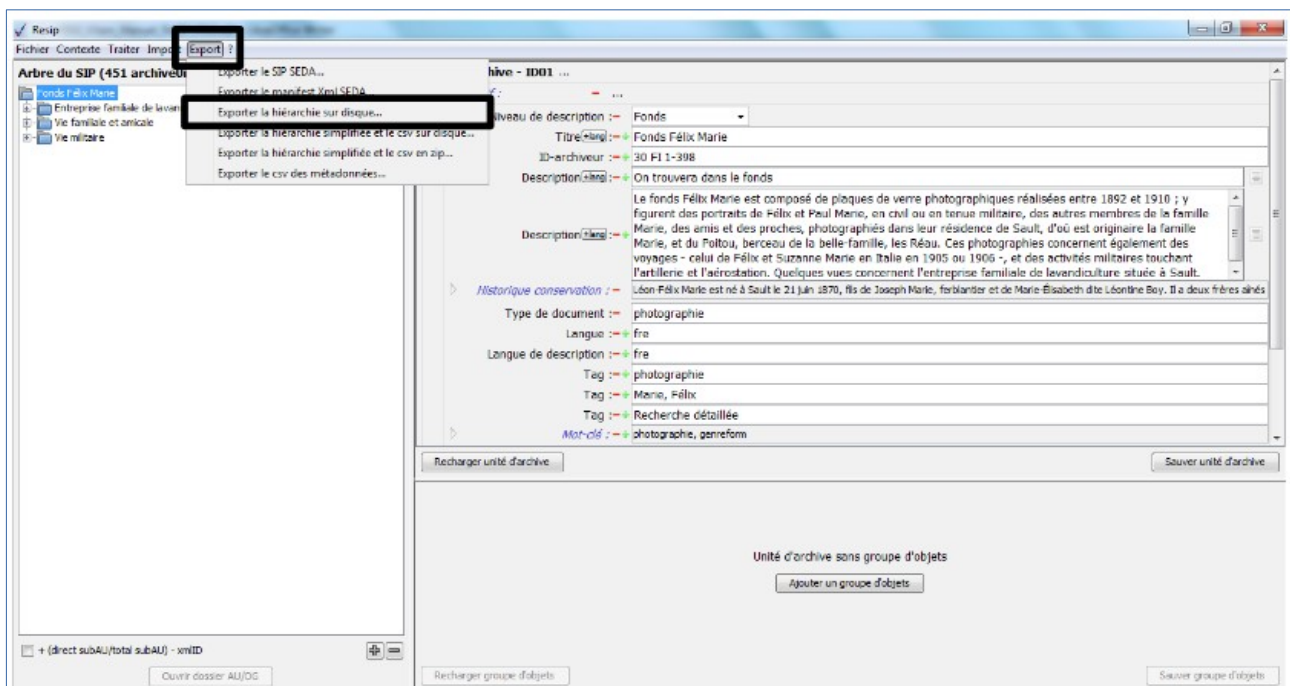 Resip
Fichier Contexte Traiter Import Export ?
Arbre du SIP (451 archiveU
Fonds Félix Marie
Entreprise familiale de lavan
Vie familiale et amicale
Vie militaire
Exporter le SIP SEDA...
Exporter le manifest Xml SEDA...
Exporter la hiérarchie sur disque...
Exporter la hiérarchie simplifiée et le csv sur disque...
Exporter la hiérarchie simplifiée et le csv en zip...
Exporter le csv des métadonnées...
hive - ID01 ...
Niveau de description :− Fonds
Titre +lang :−+ Fonds Félix Marie
ID-archiveur :−+ 30 FI 1-398
Description +lang :−+ On trouvera dans le fonds
Description +lang :−+
Le fonds Félix Marie est composé de plaques de verre photographiques réalisées entre 1892 et 1910 ; y
figurent des portraits de Félix et Paul Marie, en civil ou en tenue militaire, des autres membres de la famille
Marie, des amis et des proches, photographiés dans leur résidence de Sault, d'où est originaire la famille
Marie, et du Poitou, berceau de la belle-famille, les Réau. Ces photographies concernent également des
voyages - celui de Félix et Suzanne Marie en Italie en 1905 ou 1906 -, et des activités militaires touchant
l'artillerie et l'aérostation. Quelques vues concernent l'entreprise familiale de lavandiculture située à Sault.
Historique conservation :− Léon-Félix Marie est né à Sault le 21 juin 1870, fils de Joseph Marie, ferblantier et de Marie-Élisabeth dite Léontine Boy. Il a deux frères aînés
Type de document :− photographie
Langue :−+ fre
Langue de description :−+ fre
Tag :−+ photographie
Tag :−+ Marie, Félix
Tag :−+ Recherche détaillée
Mot-clé :−+ photographie, genreform
Recharger unité d'archive
Sauver unité d'archive
Unité d'archive sans groupe d'objets
Ajouter un groupe d'objets
+ (direct subAU/total subAU) - xmlID
Ouvrir dossier AU/OG
Recharger groupe d'objets
Sauver groupe d'objets